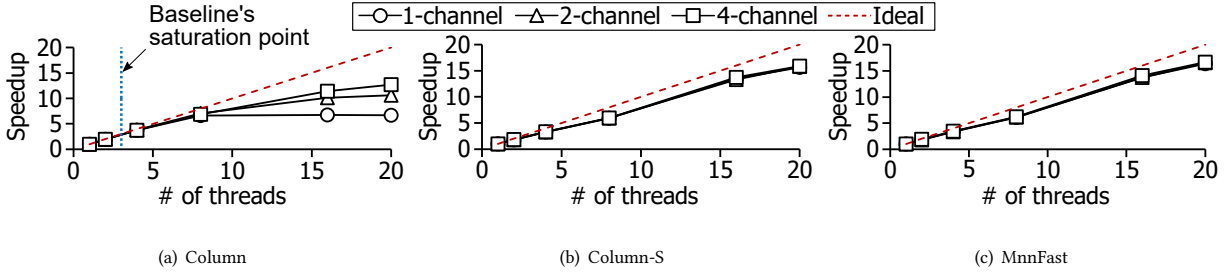 Baseline's
saturation point
1-channel 2-channel 4-channel Ideal
Speedup
20
15
10
5
0
0 5 10 15 20
# of threads
(a) Column
Speedup
20
15
10
5
0
0 5 10 15 20
# of threads
(b) Column-S
Speedup
20
15
10
5
0
0 5 10 15 20
# of threads
(c) MnnFast